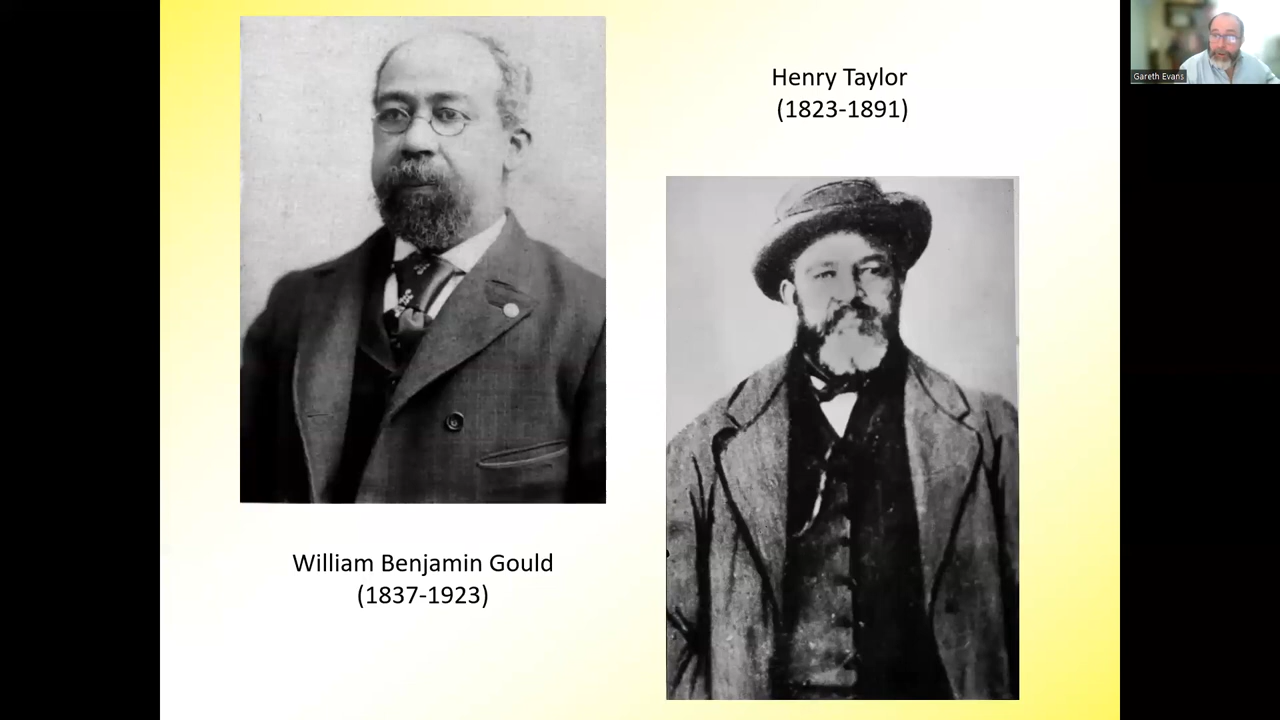 Henry Taylor
(1823-1891)
Gareth Evans
William Benjamin Gould
(1837-1923)